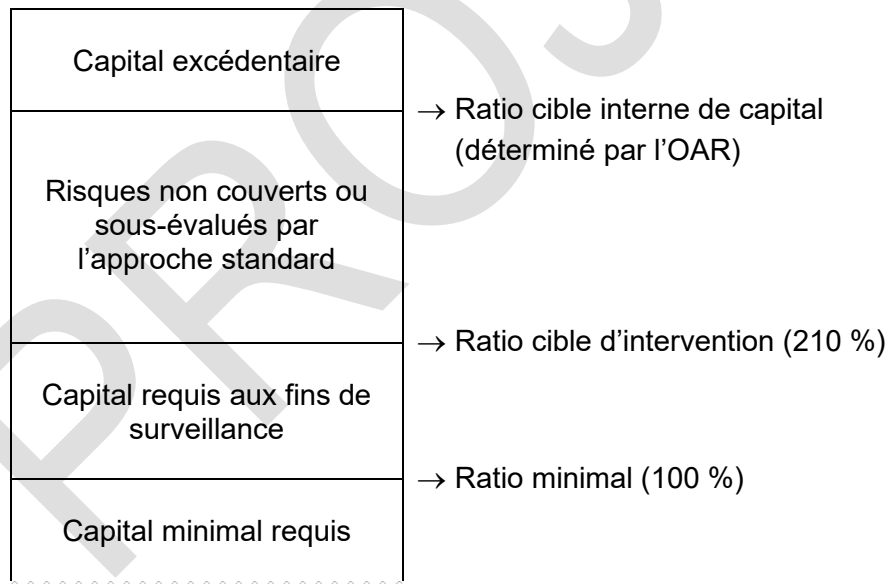 Capital excédentaire
→ Ratio cible interne de capital
(déterminé par l’OAR)
Risques non couverts ou
sous-évalués par
l’approche standard
→ Ratio cible d’intervention (210 %)
Capital requis aux fins de
surveillance
→ Ratio minimal (100 %)
Capital minimal requis